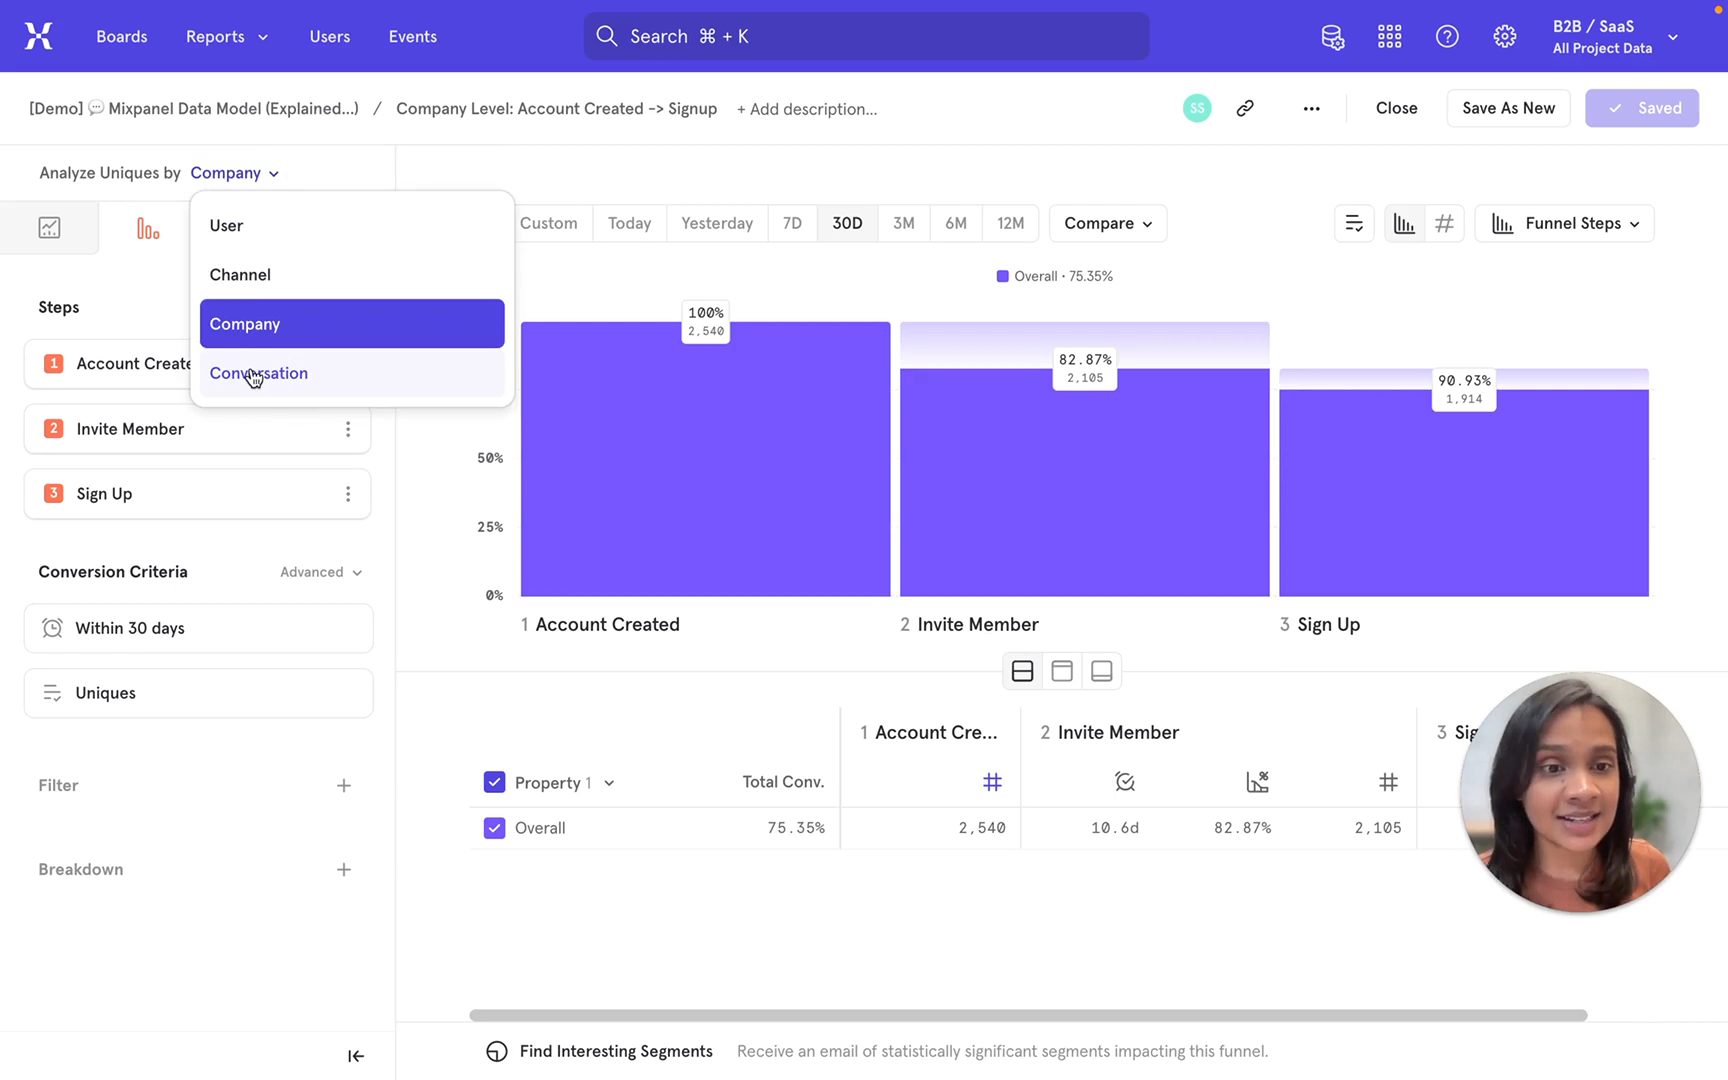 Boards
Reports
Users
Events
Search ⌘ + K
B2B / SaaS
All Project Data
[Demo] 💬 Mixpanel Data Model (Explained...) / Company Level: Account Created -> Signup + Add description...
SS
Close
Save As New
Saved
Analyze Uniques by Company
User
Channel
Company
Conversation
Custom
Today
Yesterday
7D
30D
3M
6M
12M
Compare
#
Funnel Steps
Steps
1 Account Create
2 Invite Member
3 Sign Up
Conversion Criteria
Advanced
Within 30 days
Uniques
Filter +
Breakdown +
Overall · 75.35%
100%
2,540
82.87%
2,105
90.93%
1,914
50%
25%
0%
1 Account Created
2 Invite Member
3 Sign Up
1 Account Cre...
2 Invite Member
3 Sig
Property 1
Total Conv.
#
#
Overall
75.35%
2,540
10.6d
82.87%
2,105
Find Interesting Segments
Receive an email of statistically significant segments impacting this funnel.